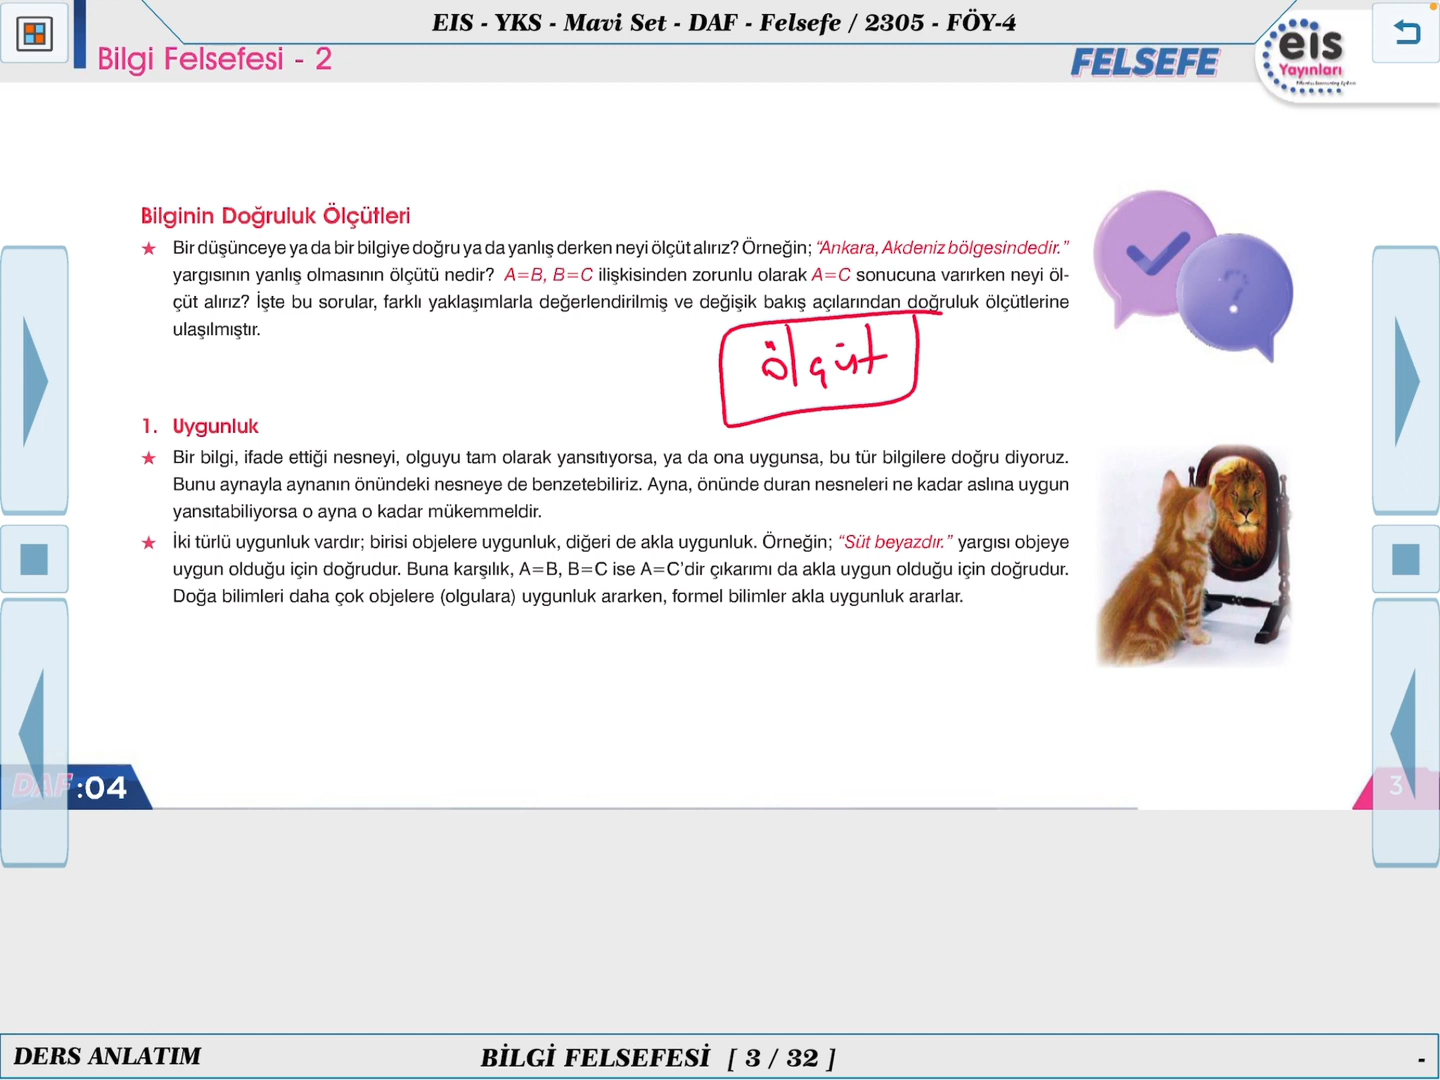 EIS - YKS - Mavi Set - DAF - Felsefe / 2305 - FÖY-4
Bilgi Felsefesi - 2
FELSEFE
eis
Yayınları
Bilginin Doğruluk Ölçütleri
★ Bir düşünceye ya da bir bilgiye doğru ya da yanlış derken neyi ölçüt alırız? Örneğin; “Ankara, Akdeniz bölgesindedir.”
yargısının yanlış olmasının ölçütü nedir? A=B, B=C ilişkisinden zorunlu olarak A=C sonucuna varırken neyi öl-
çüt alırız? İşte bu sorular, farklı yaklaşımlarla değerlendirilmiş ve değişik bakış açılarından doğruluk ölçütlerine
ulaşılmıştır.
ölçüt
1. Uygunluk
★ Bir bilgi, ifade ettiği nesneyi, olguyu tam olarak yansıtıyorsa, ya da ona uygunsa, bu tür bilgilere doğru diyoruz.
Bunu aynayla aynanın önündeki nesneye de benzetebiliriz. Ayna, önünde duran nesneleri ne kadar aslına uygun
yansıtabiliyorsa o ayna o kadar mükemmeldir.
★ İki türlü uygunluk vardır; birisi objelere uygunluk, diğeri de akla uygunluk. Örneğin; “Süt beyazdır.” yargısı objeye
uygun olduğu için doğrudur. Buna karşılık, A=B, B=C ise A=C’dir çıkarımı da akla uygun olduğu için doğrudur.
Doğa bilimleri daha çok objelere (olgulara) uygunluk ararken, formel bilimler akla uygunluk ararlar.
DAF :04
3
DERS ANLATIM
BİLGİ FELSEFESİ [ 3 / 32 ]
-